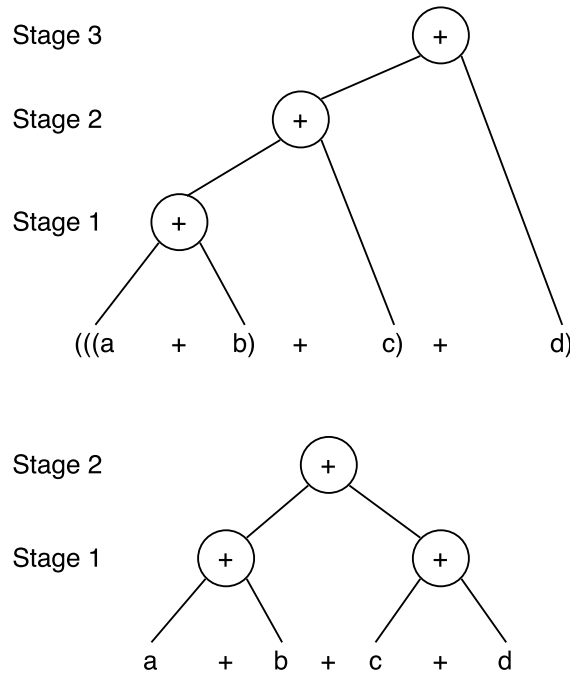 Stage 3 +
Stage 2 +
Stage 1 +
(((a + b) + c) + d)
Stage 2 +
Stage 1 + +
a + b + c + d